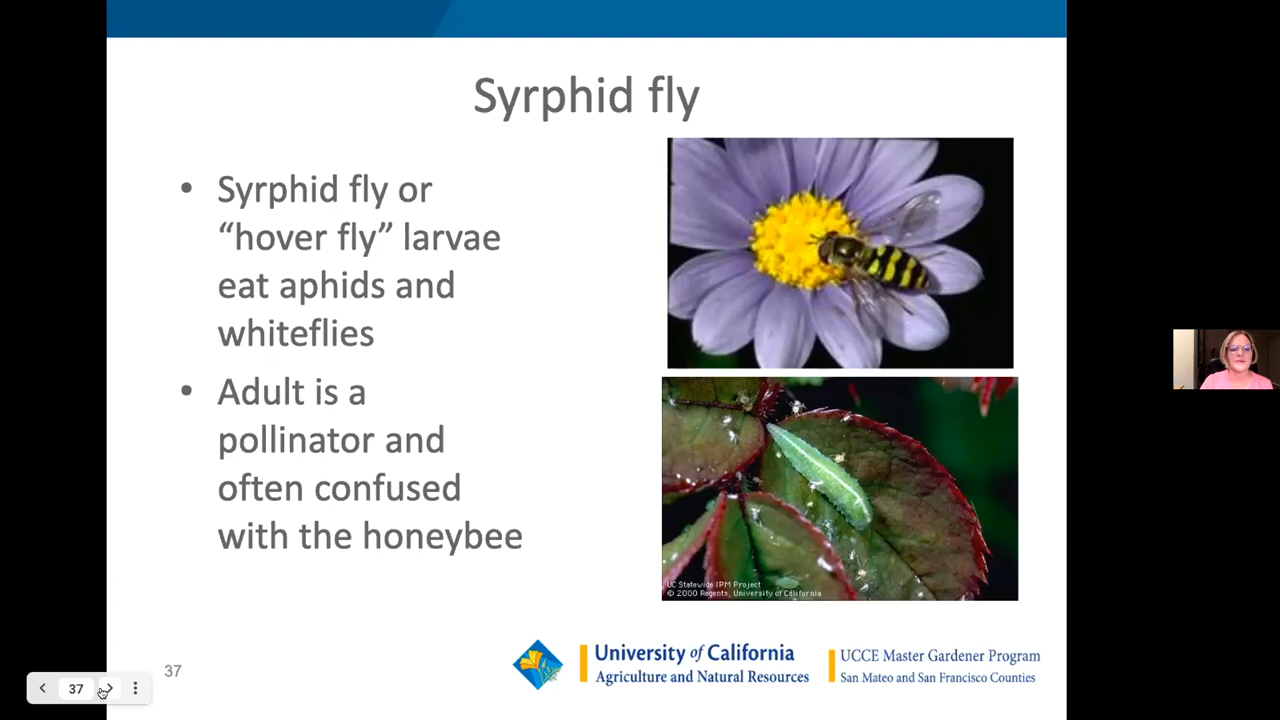 Syrphid fly
• Syrphid fly or
“hover fly” larvae
eat aphids and
whiteflies
• Adult is a
pollinator and
often confused
with the honeybee
UC Statewide IPM Project
© 2000 Regents, University of California
University of California
Agriculture and Natural Resources
UCCE Master Gardener Program
San Mateo and San Francisco Counties
37
37